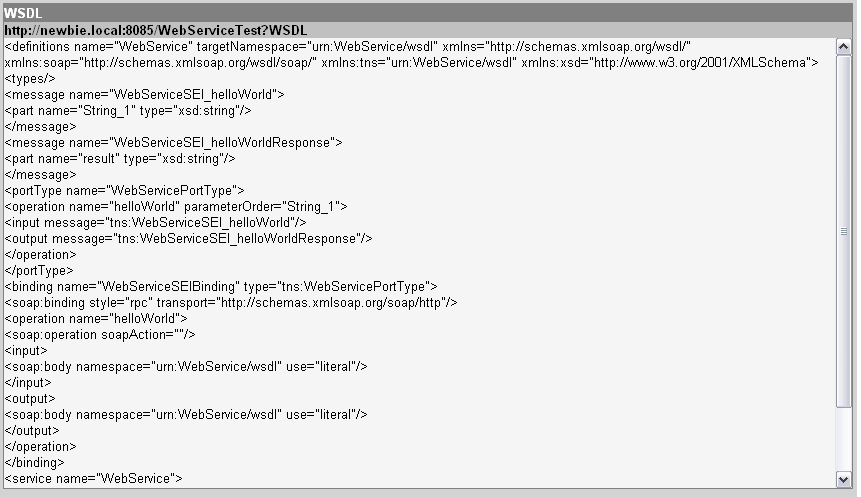 WSDL
http://newbie.local:8085/WebServiceTest?WSDL
<definitions name="WebService" targetNamespace="urn:WebService/wsdl" xmlns="http://schemas.xmlsoap.org/wsdl/"
xmlns:soap="http://schemas.xmlsoap.org/wsdl/soap/" xmlns:tns="urn:WebService/wsdl" xmlns:xsd="http://www.w3.org/2001/XMLSchema">
<types/>
<message name="WebServiceSEI_helloWorld">
<part name="String_1" type="xsd:string"/>
</message>
<message name="WebServiceSEI_helloWorldResponse">
<part name="result" type="xsd:string"/>
</message>
<portType name="WebServicePortType">
<operation name="helloWorld" parameterOrder="String_1">
<input message="tns:WebServiceSEI_helloWorld"/>
<output message="tns:WebServiceSEI_helloWorldResponse"/>
</operation>
</portType>
<binding name="WebServiceSEIBinding" type="tns:WebServicePortType">
<soap:binding style="rpc" transport="http://schemas.xmlsoap.org/soap/http"/>
<operation name="helloWorld">
<soap:operation soapAction=""/>
<input>
<soap:body namespace="urn:WebService/wsdl" use="literal"/>
</input>
<output>
<soap:body namespace="urn:WebService/wsdl" use="literal"/>
</output>
</operation>
</binding>
<service name="WebService">